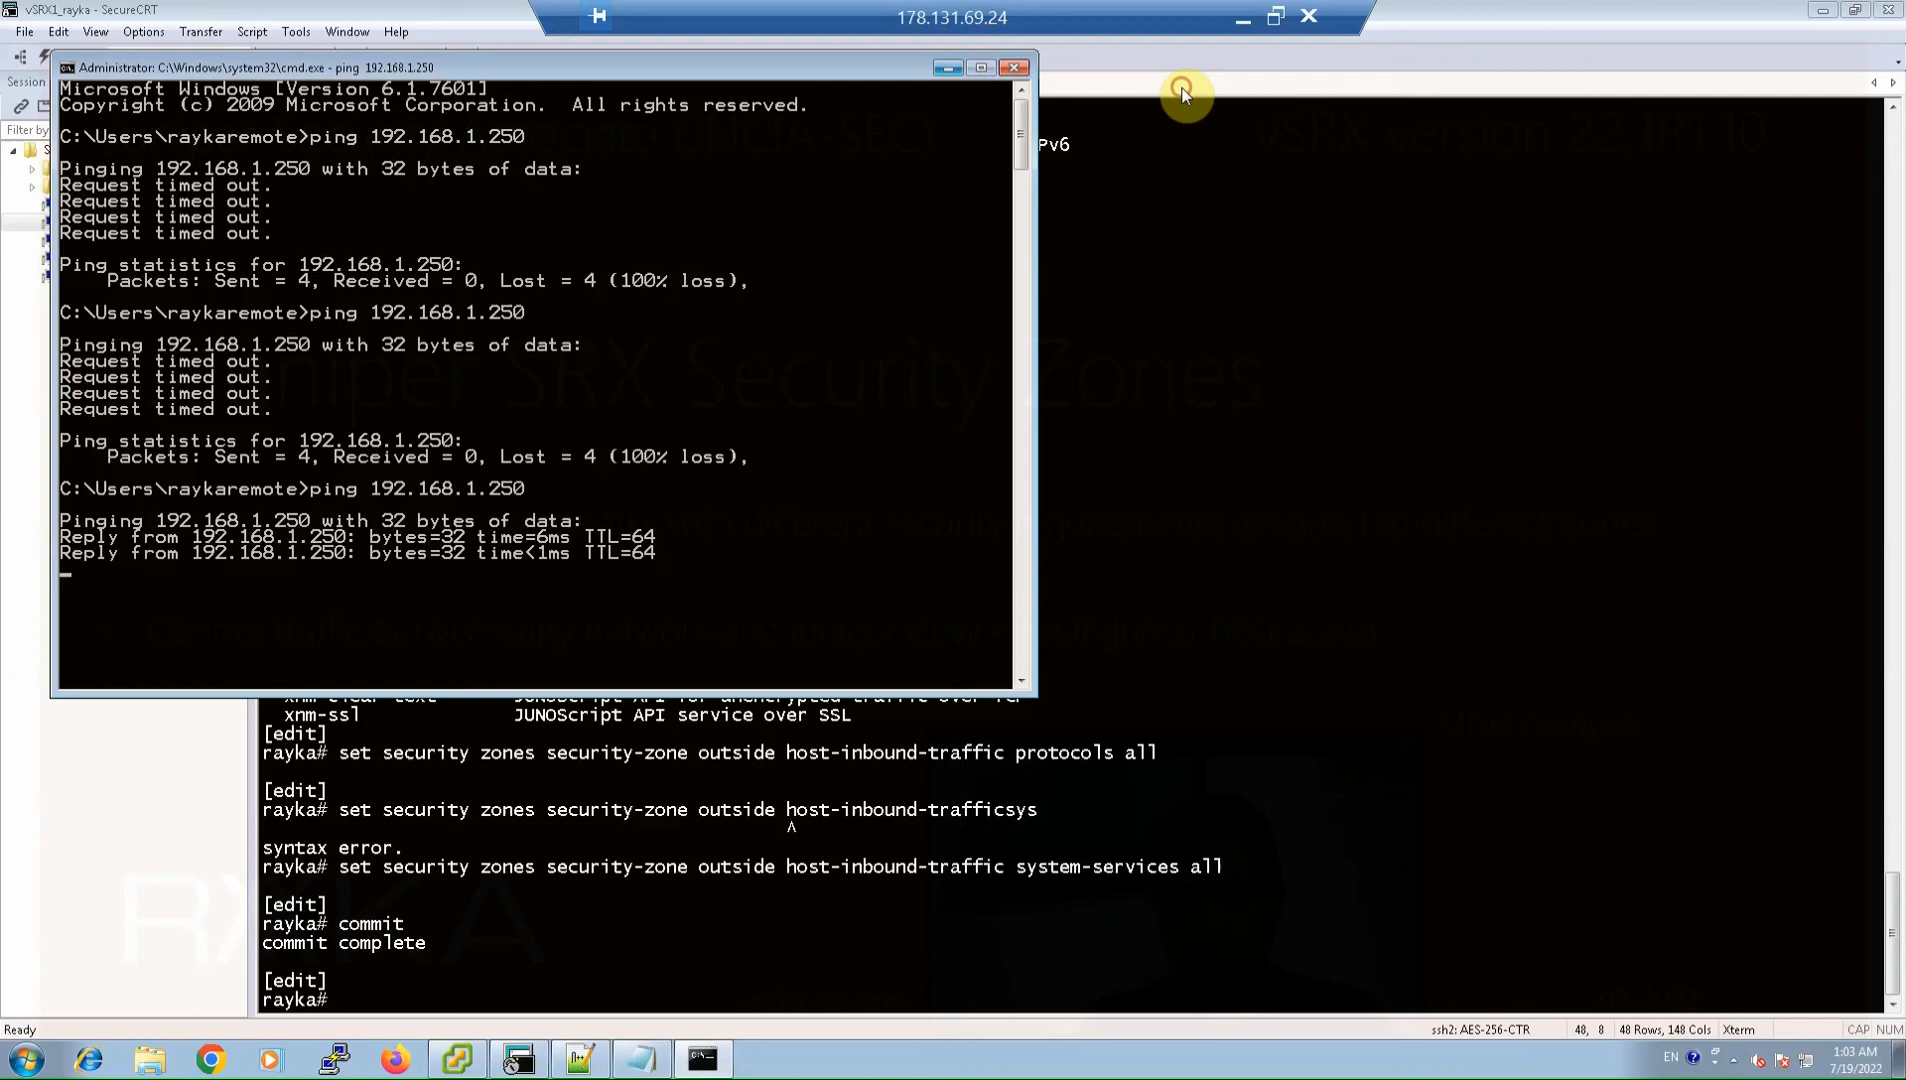 vSRX1_rayka - SecureCRT
178.131.69.24
File Edit View Options Transfer Script Tools Window Help
Administrator: C:\Windows\system32\cmd.exe - ping 192.168.1.250
Session
Filter by
Microsoft Windows [Version 6.1.7601]
Copyright (c) 2009 Microsoft Corporation. All rights reserved.
C:\Users\raykaremote>ping 192.168.1.250
Pinging 192.168.1.250 with 32 bytes of data:
Request timed out.
Request timed out.
Request timed out.
Request timed out.
Ping statistics for 192.168.1.250:
Packets: Sent = 4, Received = 0, Lost = 4 (100% loss),
C:\Users\raykaremote>ping 192.168.1.250
Pinging 192.168.1.250 with 32 bytes of data:
Request timed out.
Request timed out.
Request timed out.
Request timed out.
Ping statistics for 192.168.1.250:
Packets: Sent = 4, Received = 0, Lost = 4 (100% loss),
C:\Users\raykaremote>ping 192.168.1.250
Pinging 192.168.1.250 with 32 bytes of data:
Reply from 192.168.1.250: bytes=32 time=6ms TTL=64
Reply from 192.168.1.250: bytes=32 time<1ms TTL=64
Pv6
vSRX version 22.1R1.10
SRX Security Zones
xnm-ssl JUNOScript API service over SSL
[edit]
rayka# set security zones security-zone outside host-inbound-traffic protocols all
[edit]
rayka# set security zones security-zone outside host-inbound-trafficsys
^
syntax error.
rayka# set security zones security-zone outside host-inbound-traffic system-services all
[edit]
rayka# commit
commit complete
[edit]
rayka#
Ready
ssh2: AES-256-CTR 48, 8 48 Rows, 148 Cols Xterm CAP NUM
EN 1:03 AM
7/19/2022